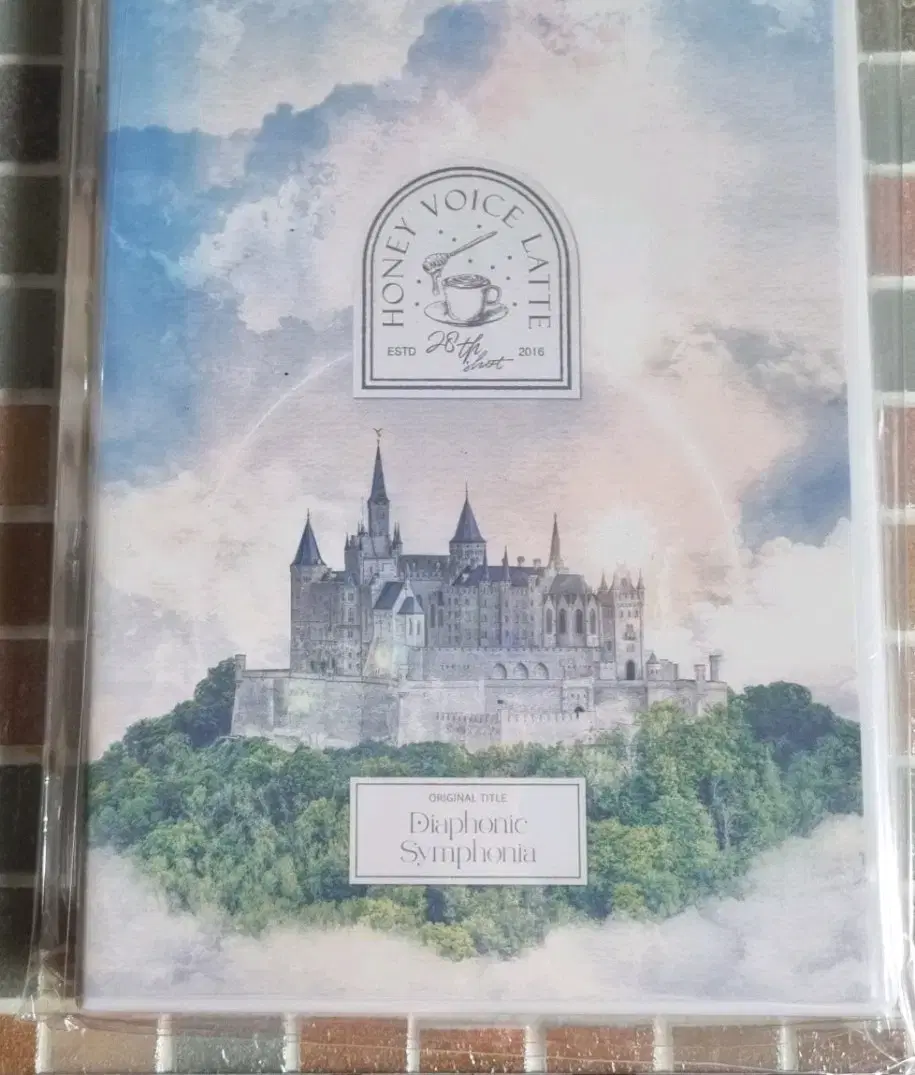 HONEY VOICE LATTE
ESTD 28th shot 2016
ORIGINAL TITLE
Diaphonic
Symphonia